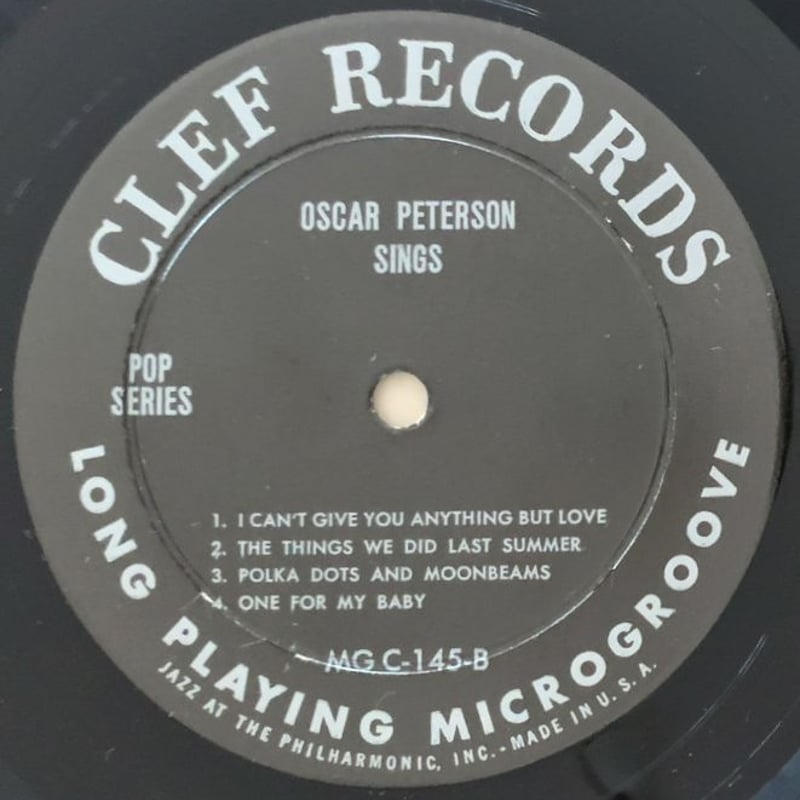 CLEF RECORDS
OSCAR PETERSON
SINGS
POP
SERIES
1. I CAN'T GIVE YOU ANYTHING BUT LOVE
2. THE THINGS WE DID LAST SUMMER
3. POLKA DOTS AND MOONBEAMS
4. ONE FOR MY BABY
MG C-145-B
LONG PLAYING MICROGROOVE
JAZZ AT THE PHILHARMONIC, INC. - MADE IN U. S. A.